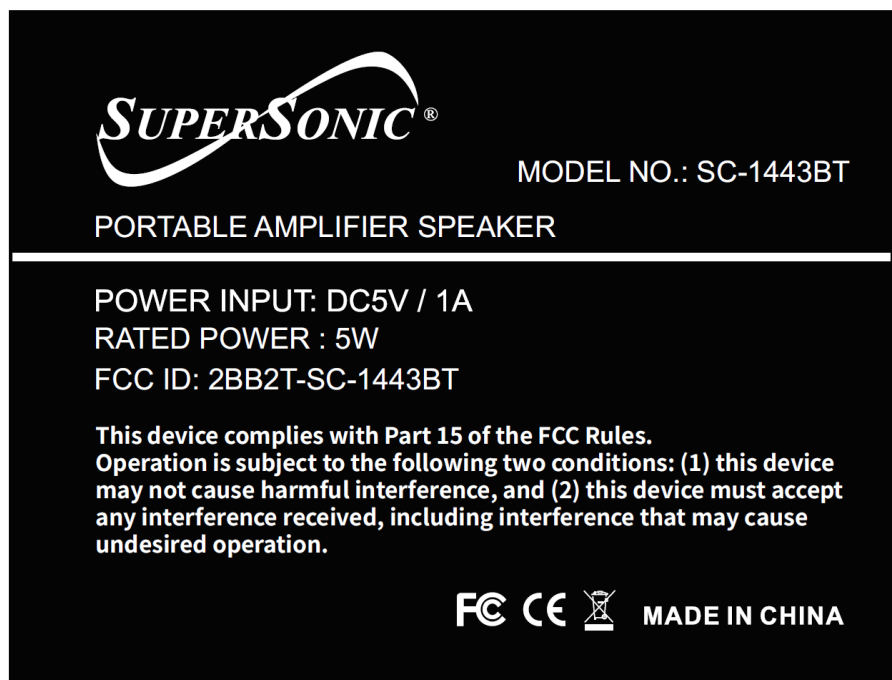 SUPERSONIC®
MODEL NO.: SC-1443BT
PORTABLE AMPLIFIER SPEAKER
POWER INPUT: DC5V / 1A
RATED POWER : 5W
FCC ID: 2BB2T-SC-1443BT
This device complies with Part 15 of the FCC Rules.
Operation is subject to the following two conditions: (1) this device
may not cause harmful interference, and (2) this device must accept
any interference received, including interference that may cause
undesired operation.
FC CE MADE IN CHINA